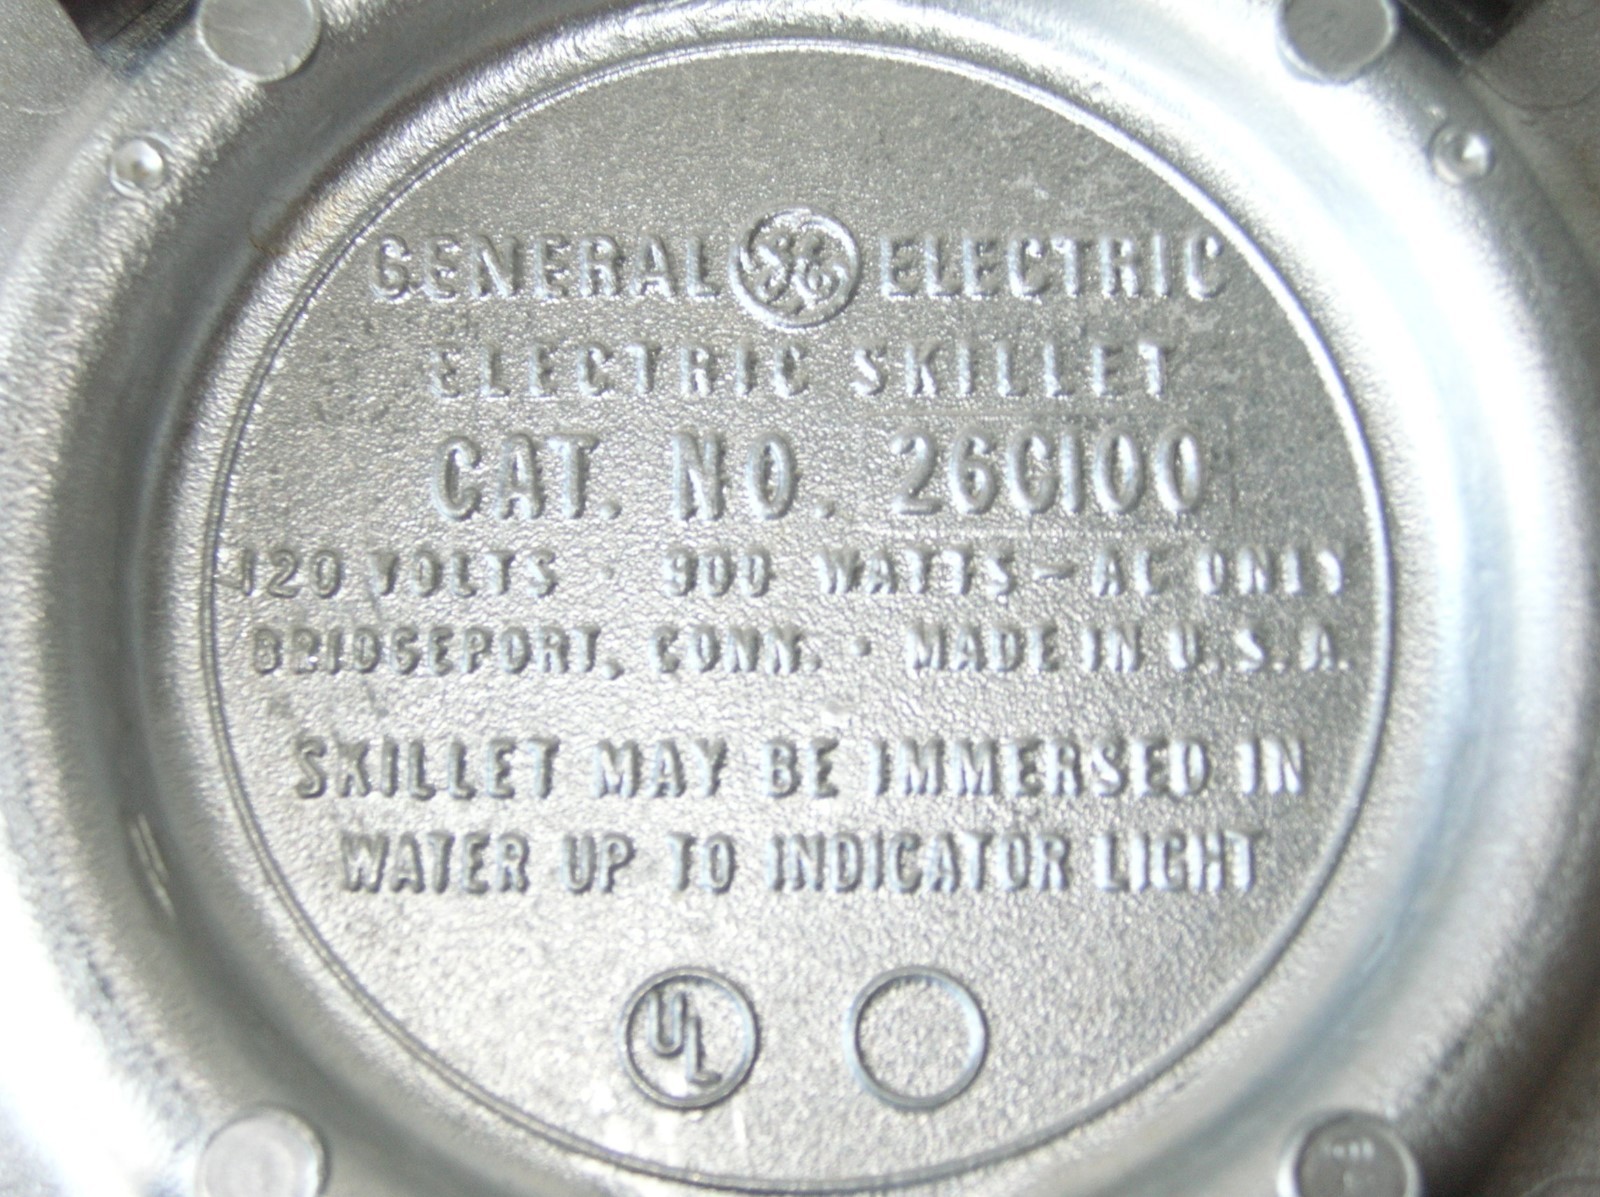 GENERAL GE ELECTRIC
ELECTRIC SKILLET
CAT. NO. 26C100
120 VOLTS · 900 WATTS - AC ONLY
BRIDGEPORT, CONN. · MADE IN U.S.A.
SKILLET MAY BE IMMERSED IN
WATER UP TO INDICATOR LIGHT
UL